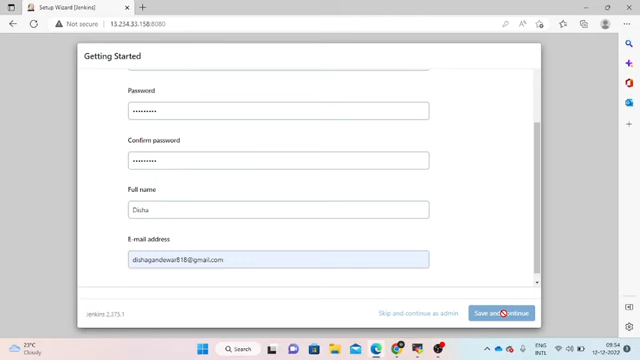 Setup Wizard [Jenkins]
Not secure
13.234.33.158:8080
Getting Started
Password
•••••••••
Confirm password
•••••••••
Full name
Disha
E-mail address
dishagandewar818@gmail.com
Jenkins 2.375.1
Skip and continue as admin
Save and Continue
23°C
Cloudy
Search
ENG
INTL
09:54
12-12-2022